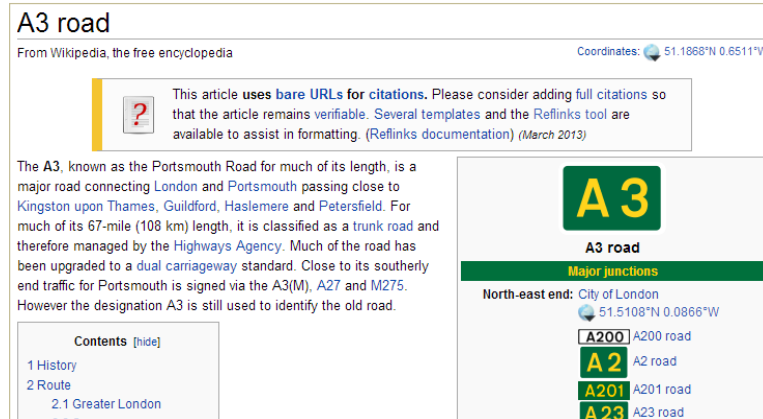 A3 road
From Wikipedia, the free encyclopedia
Coordinates: 51.1868°N 0.6511°W
This article uses bare URLs for citations. Please consider adding full citations so
that the article remains verifiable. Several templates and the Reflinks tool are
available to assist in formatting. (Reflinks documentation) (March 2013)
The A3, known as the Portsmouth Road for much of its length, is a
major road connecting London and Portsmouth passing close to
Kingston upon Thames, Guildford, Haslemere and Petersfield. For
much of its 67-mile (108 km) length, it is classified as a trunk road and
therefore managed by the Highways Agency. Much of the road has
been upgraded to a dual carriageway standard. Close to its southerly
end traffic for Portsmouth is signed via the A3(M), A27 and M275.
However the designation A3 is still used to identify the old road.
Contents [hide]
1 History
2 Route
2.1 Greater London
A 3
A3 road
Major junctions
North-east end: City of London
51.5108°N 0.0866°W
A200 A200 road
A 2 A2 road
A201 A201 road
A 23 A23 road